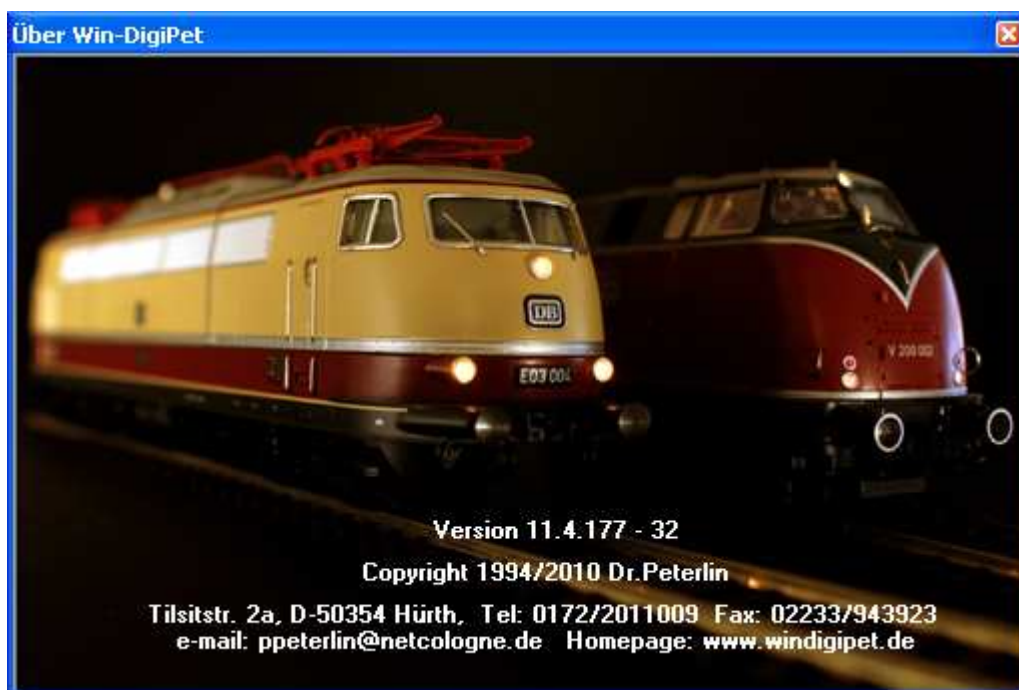 Über Win-DigiPet
DB
E03 004
V 200 002
Version 11.4.177 - 32
Copyright 1994/2010 Dr.Peterlin
Tilsitstr. 2a, D-50354 Hürth, Tel: 0172/2011009 Fax: 02233/943923
e-mail: ppeterlin@netcologne.de Homepage: www.windigipet.de